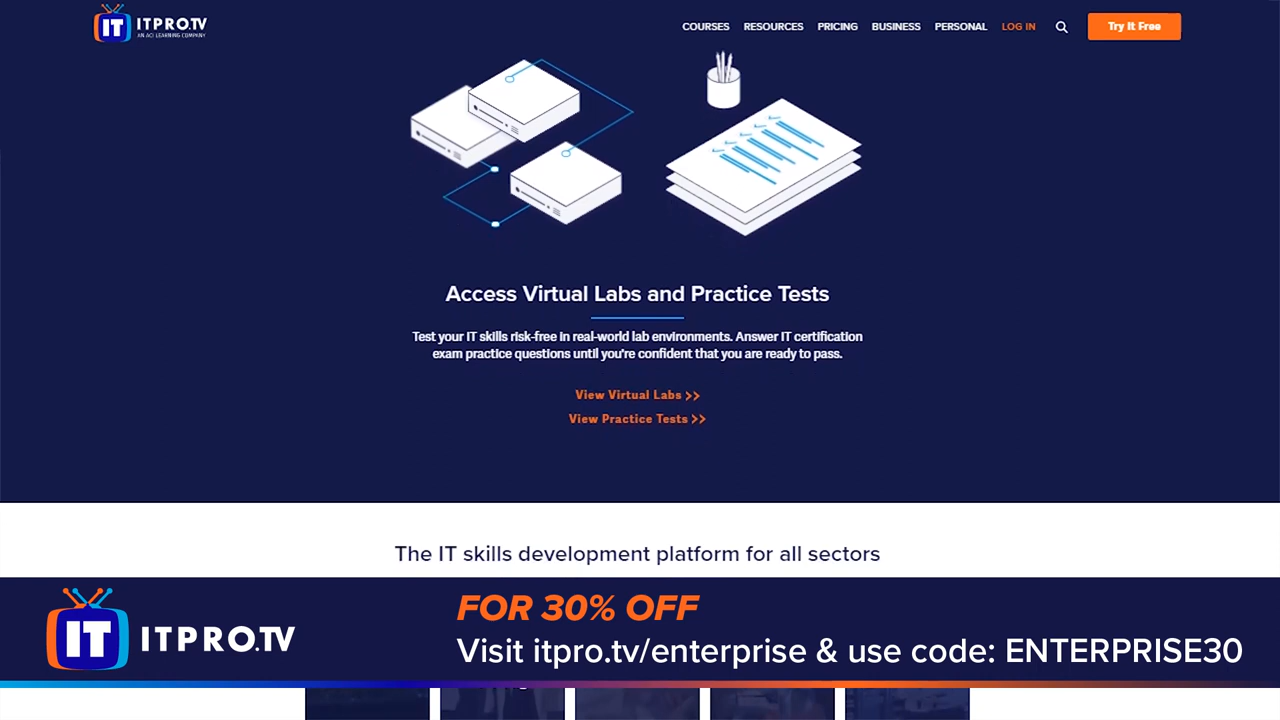 IT ITPRO.TV
AN ACI LEARNING COMPANY
COURSES RESOURCES PRICING BUSINESS PERSONAL LOG IN Try It Free
Access Virtual Labs and Practice Tests
Test your IT skills risk-free in real-world lab environments. Answer IT certification
exam practice questions until you're confident that you are ready to pass.
View Virtual Labs >>
View Practice Tests >>
The IT skills development platform for all sectors
IT ITPRO.TV
FOR 30% OFF
Visit itpro.tv/enterprise & use code: ENTERPRISE30